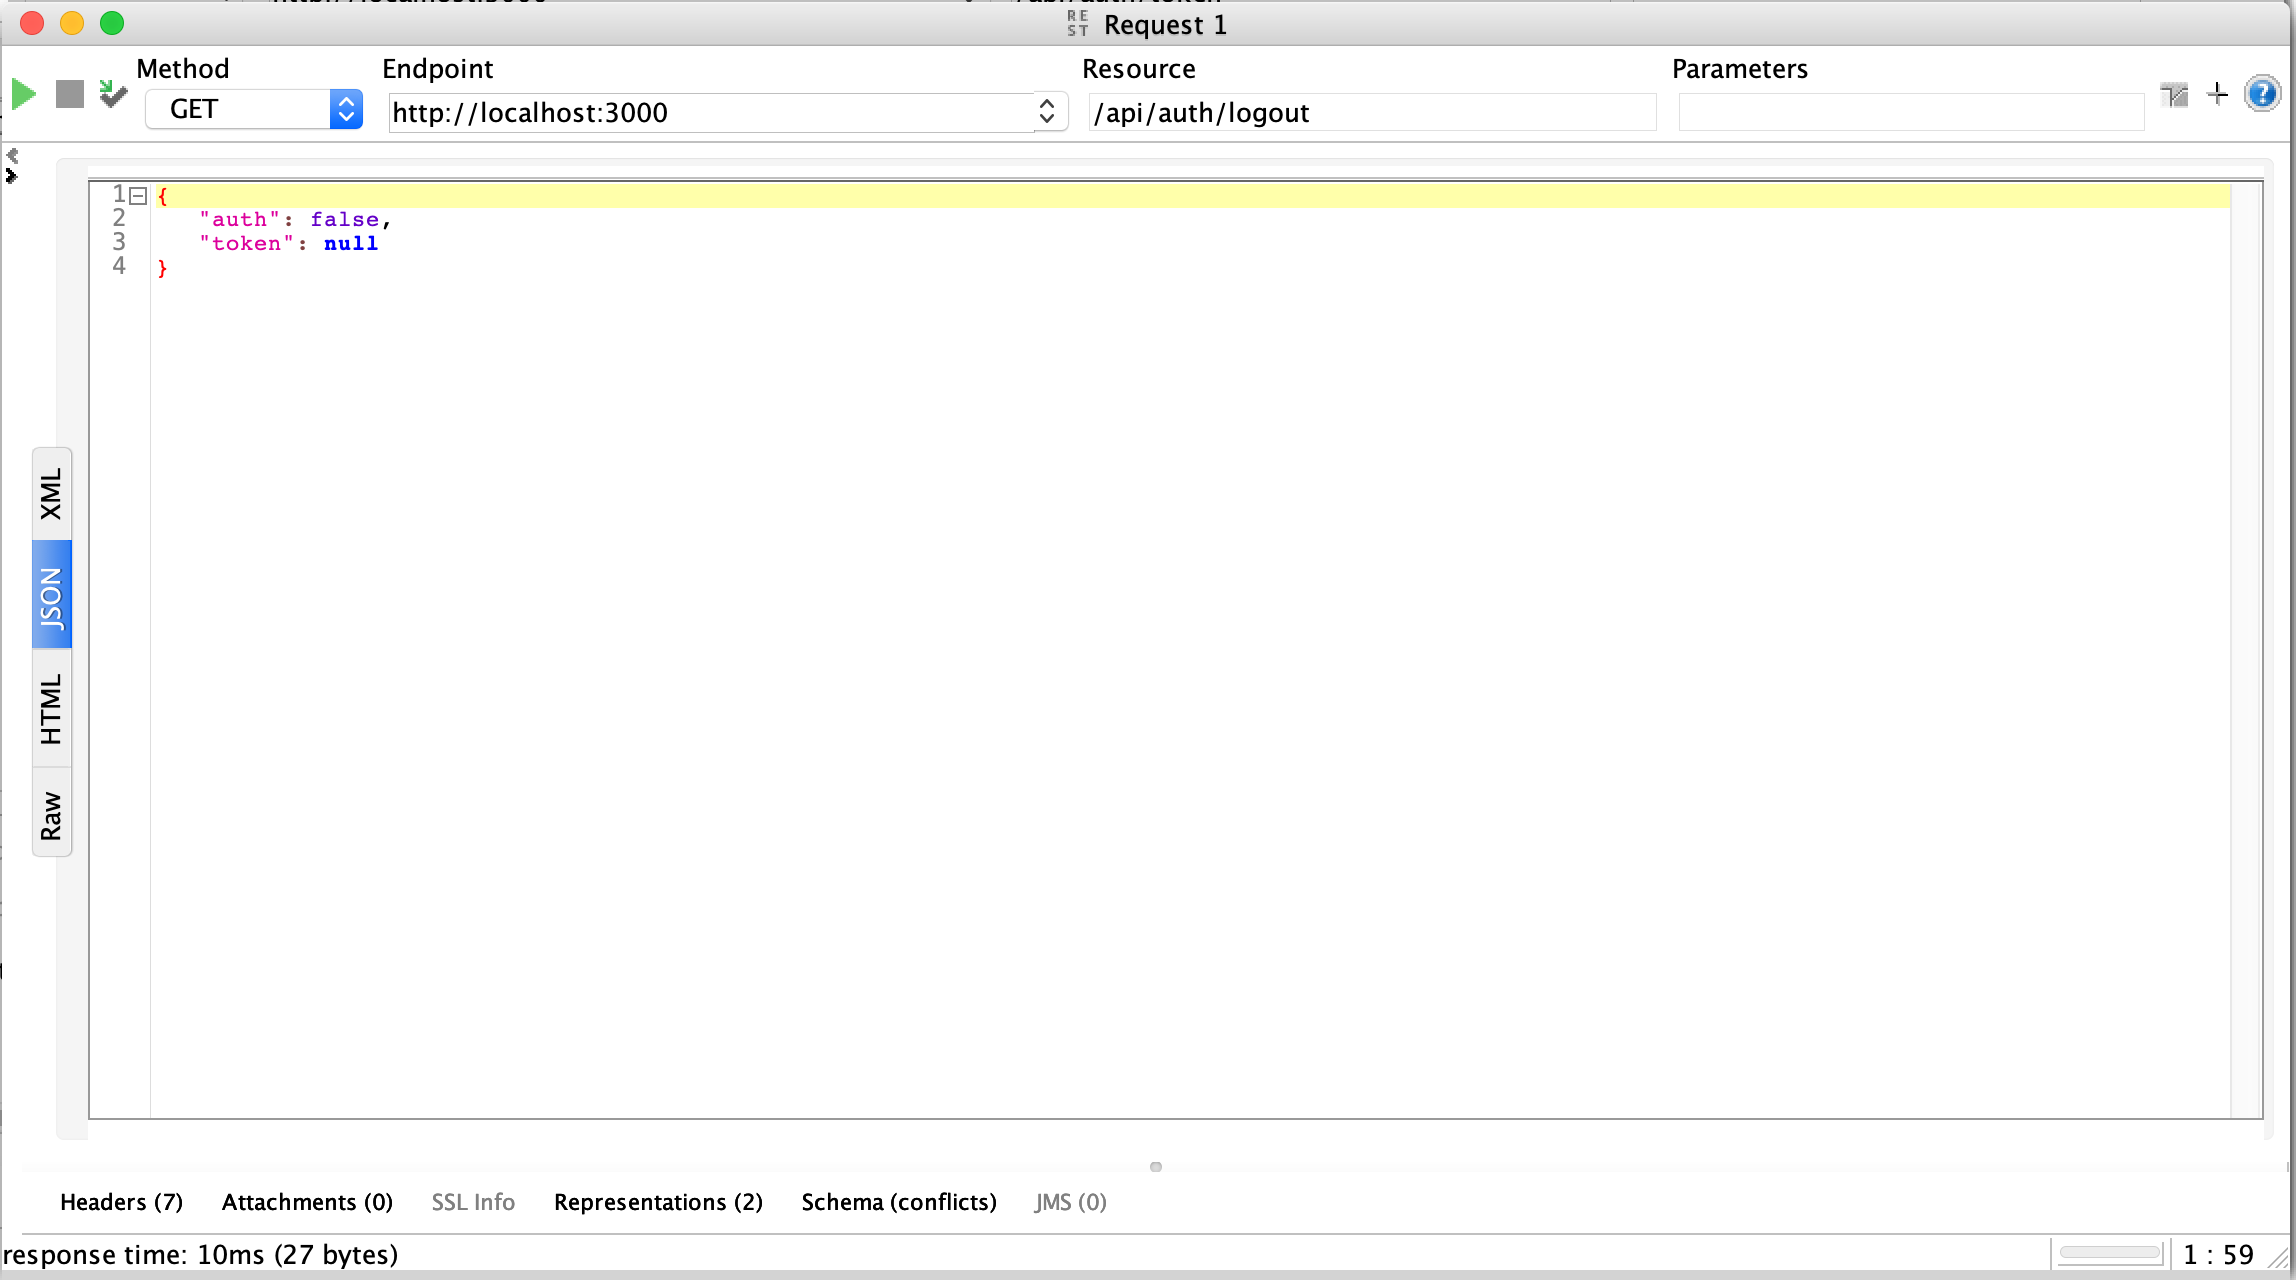 REST Request 1
Method Endpoint Resource Parameters
GET http://localhost:3000 /api/auth/logout
1 {
2 "auth": false,
3 "token": null
4 }
XML
JSON
HTML
Raw
Headers (7) Attachments (0) SSL Info Representations (2) Schema (conflicts) JMS (0)
response time: 10ms (27 bytes) 1 : 59